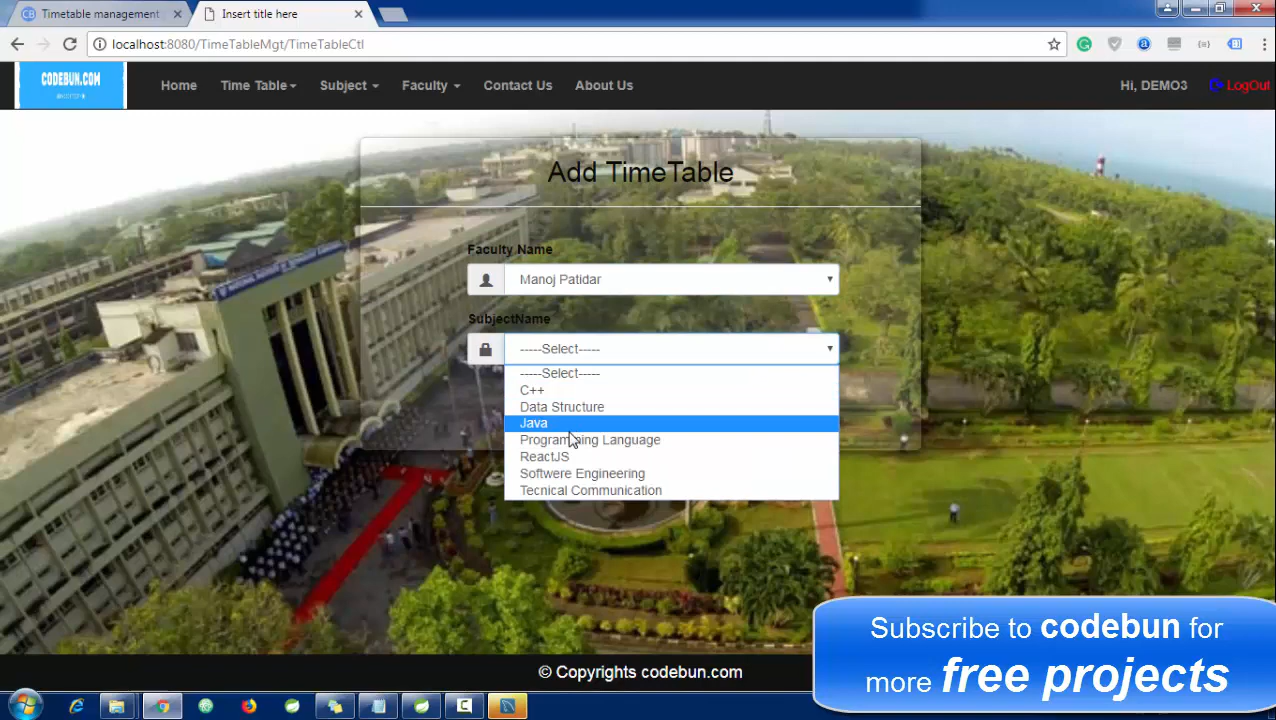 Timetable management
Insert title here
localhost:8080/TimeTableMgt/TimeTableCtl
CODEBUN.COM
Home
Time Table
Subject
Faculty
Contact Us
About Us
Hi, DEMO3
LogOut
Add TimeTable
Faculty Name
Manoj Patidar
SubjectName
-----Select-----
-----Select-----
C++
Data Structure
Java
Programming Language
ReactJS
Softwere Engineering
Tecnical Communication
Subscribe to codebun for
more free projects
© Copyrights codebun.com